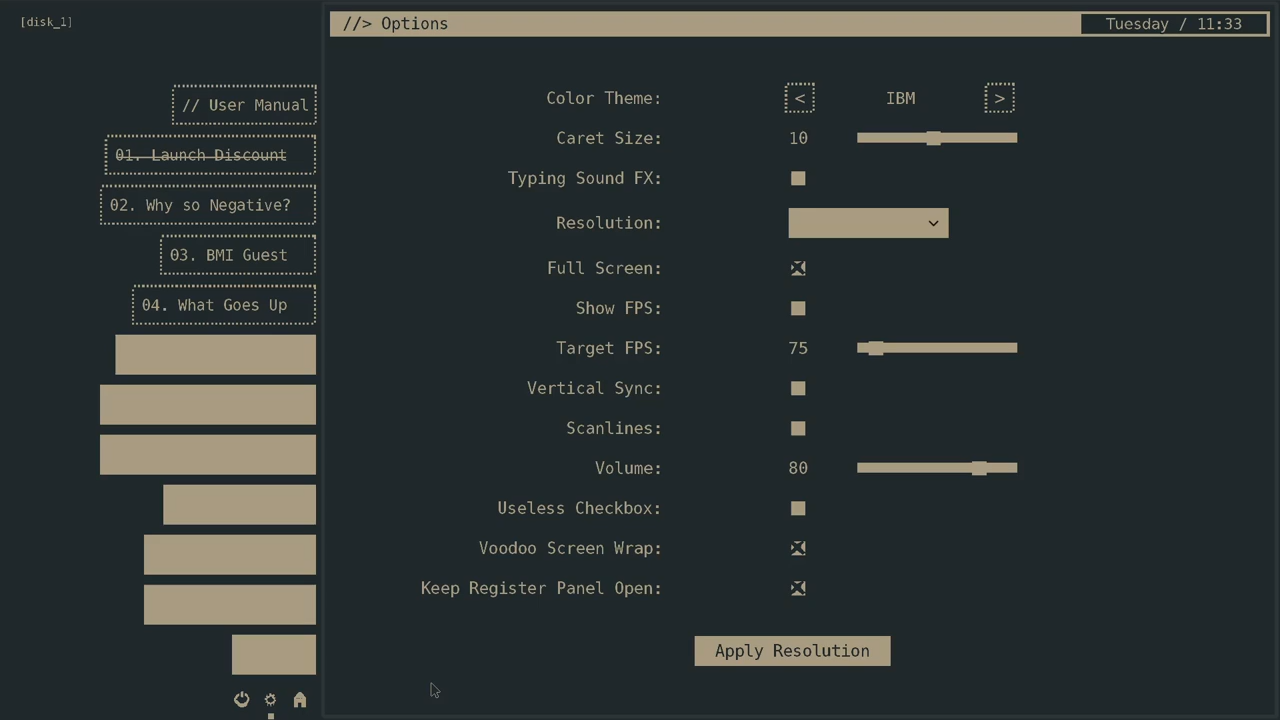 [disk_1]
//> Options
Tuesday / 11:33
// User Manual
01. Launch Discount
02. Why so Negative?
03. BMI Guest
04. What Goes Up
Color Theme: < IBM >
Caret Size: 10
Typing Sound FX:
Resolution:
Full Screen:
Show FPS:
Target FPS: 75
Vertical Sync:
Scanlines:
Volume: 80
Useless Checkbox:
Voodoo Screen Wrap:
Keep Register Panel Open:
Apply Resolution